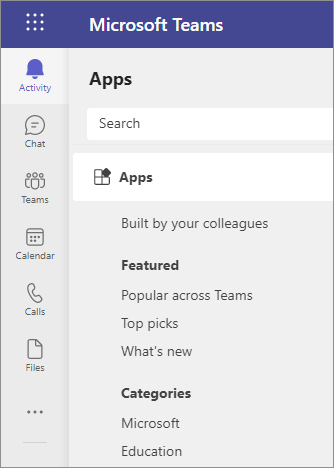 Microsoft Teams
Activity
Chat
Teams
Calendar
Calls
Files
Apps
Search
Apps
Built by your colleagues
Featured
Popular across Teams
Top picks
What's new
Categories
Microsoft
Education